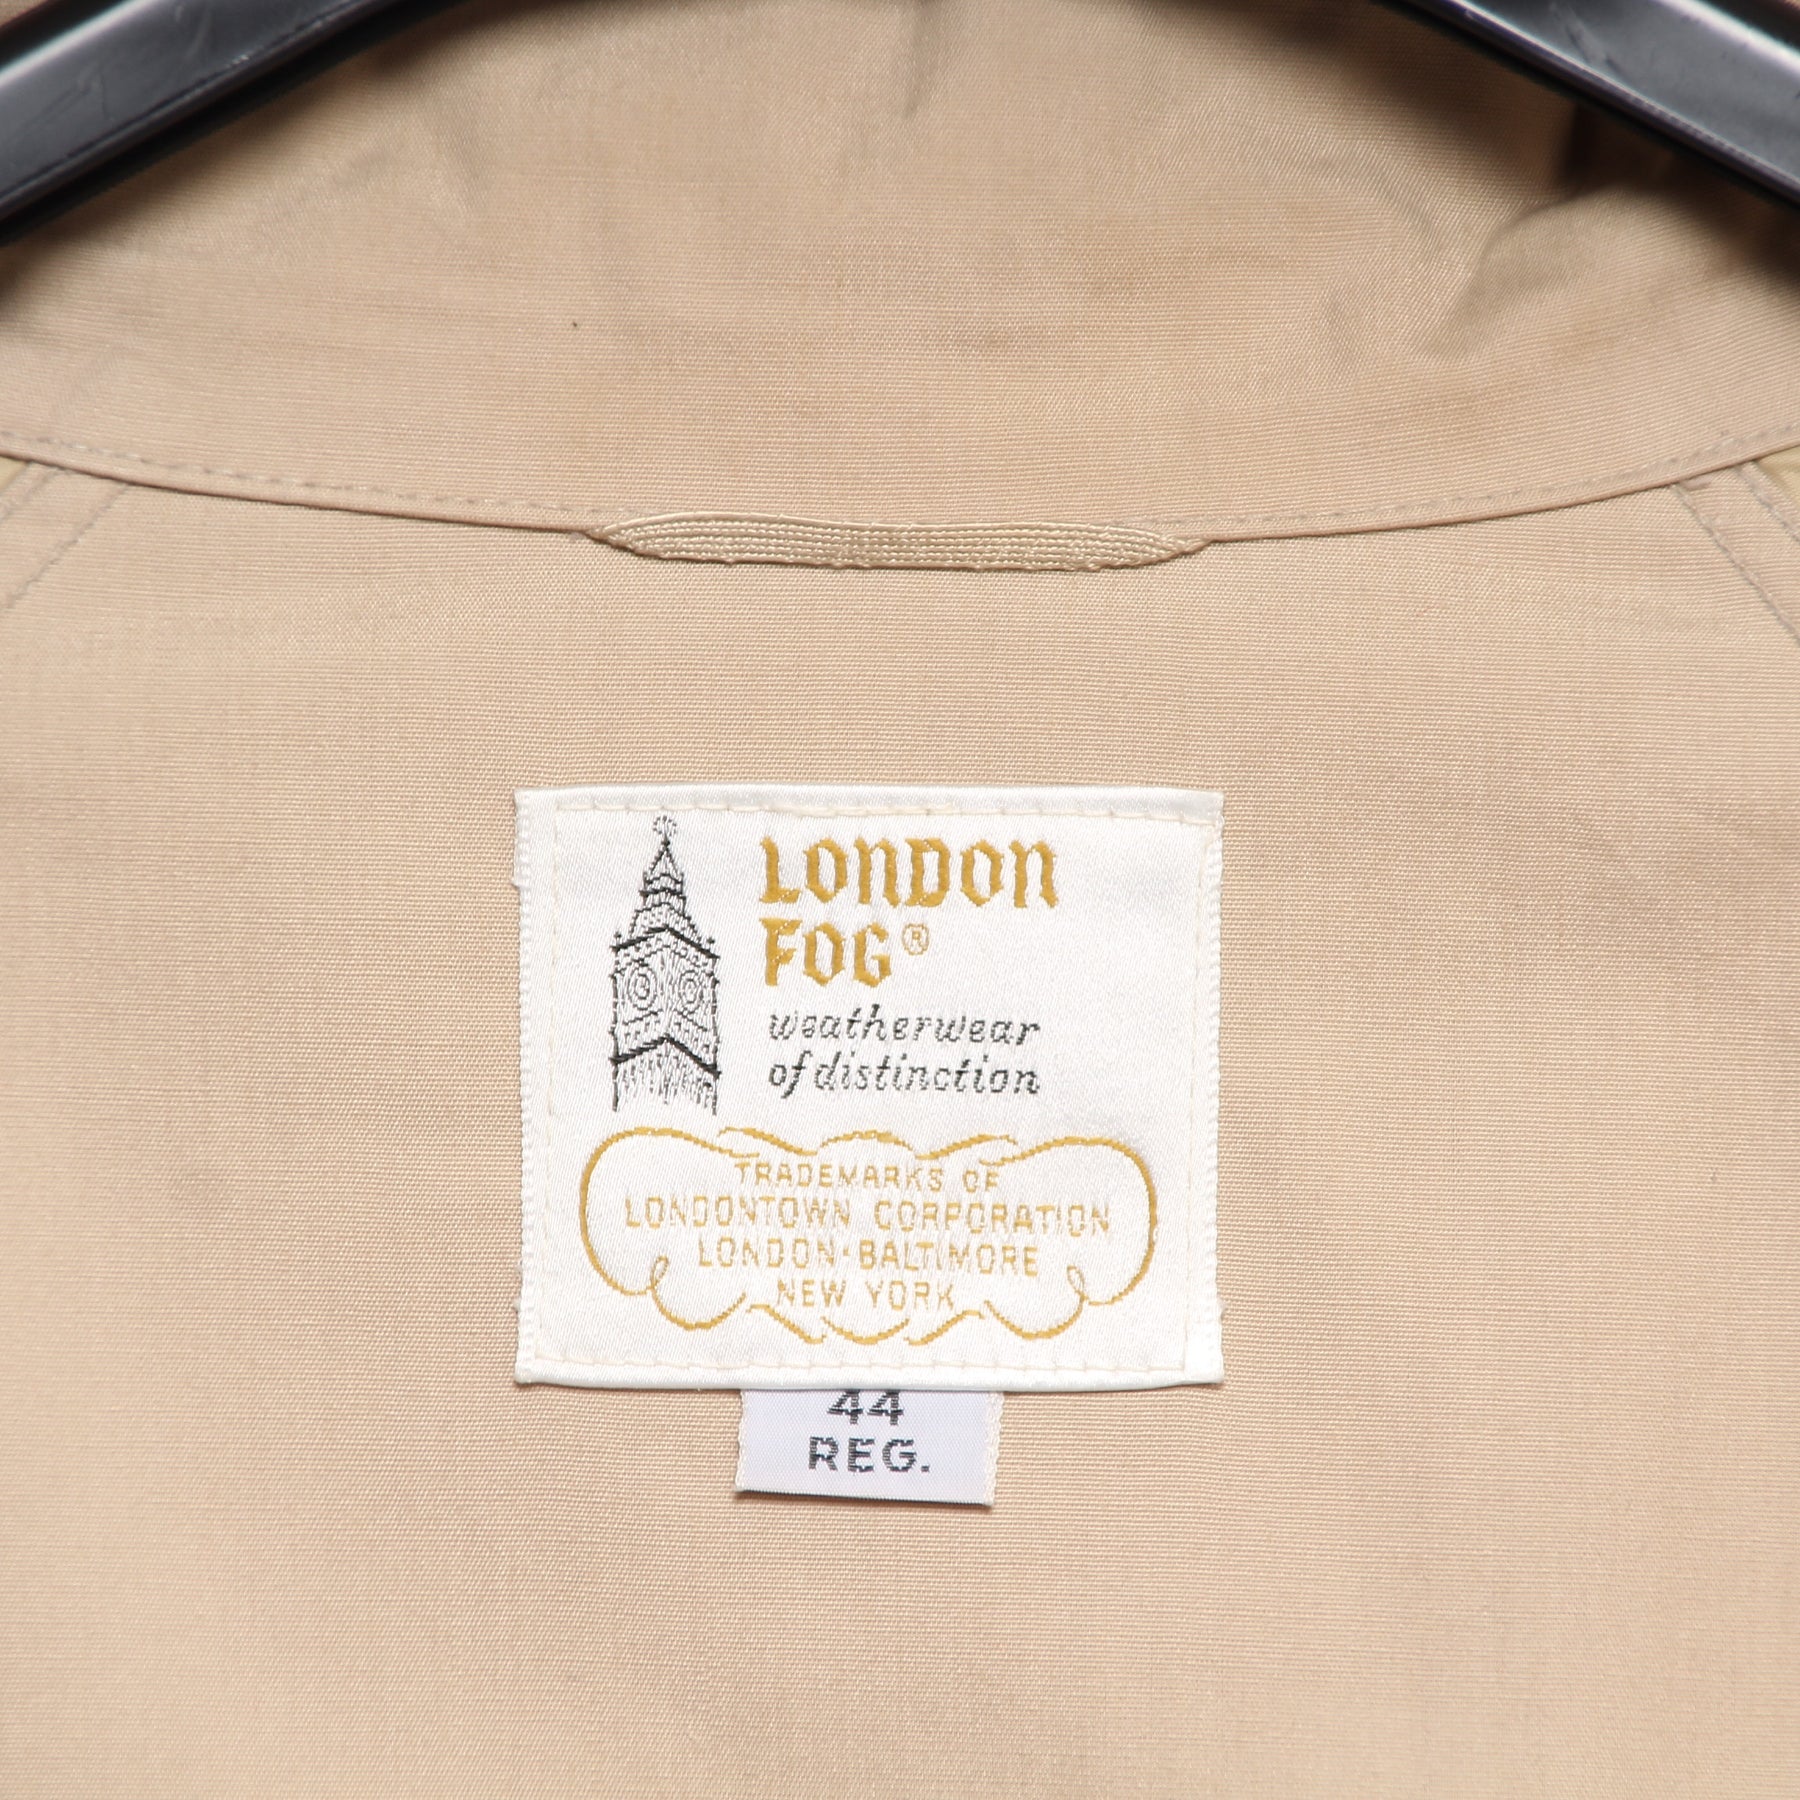 LONDON
FOG®
weatherwear
of distinction
TRADEMARKS OF
LONDONTOWN CORPORATION
LONDON·BALTIMORE
NEW YORK
44
REG.